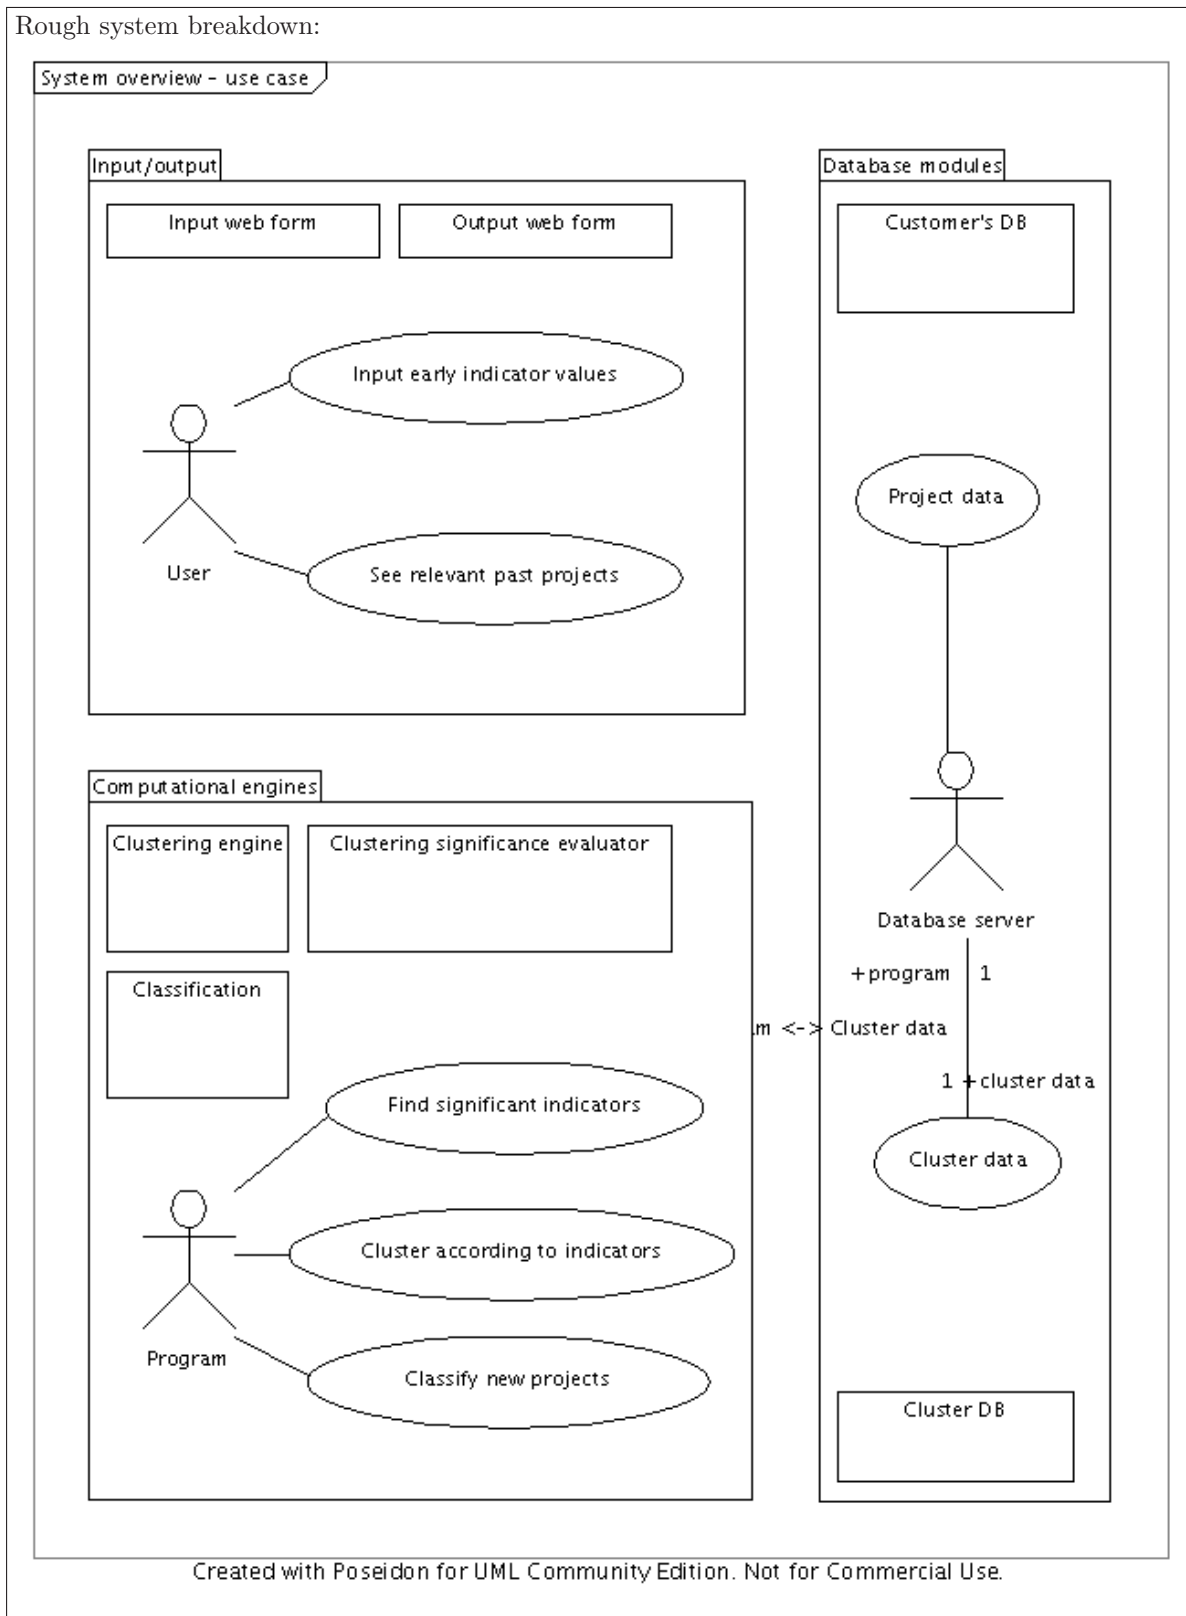 Rough system breakdown:
System overview - use case
Input/output
Input web form
Output web form
Input early indicator values
User
See relevant past projects
Database modules
Customer's DB
Project data
Database server
+program
1
m <-> Cluster data
1
+cluster data
Cluster data
Cluster DB
Computational engines
Clustering engine
Clustering significance evaluator
Classification
Find significant indicators
Cluster according to indicators
Program
Classify new projects
Created with Poseidon for UML Community Edition. Not for Commercial Use.